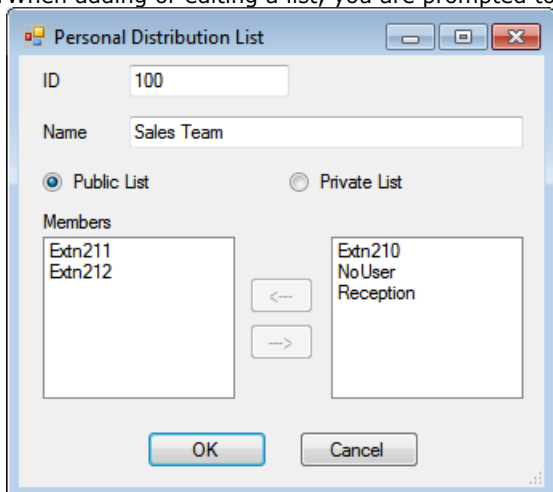 When adding or editing a list, you are prompted to
Personal Distribution List
ID 100
Name Sales Team
Public List Private List
Members
Extn211 Extn210
Extn212 NoUser
Reception
<---
--->
OK Cancel